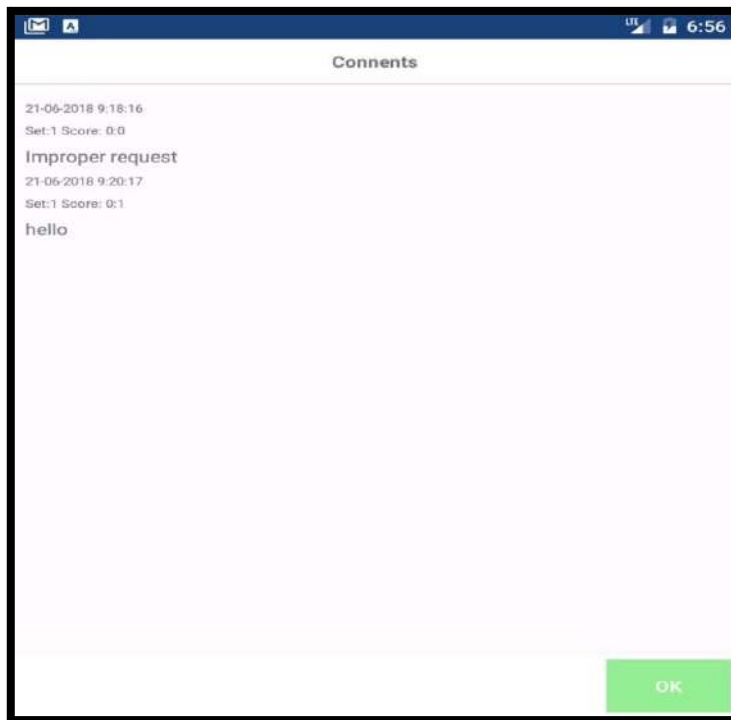 A
LTE 6:56
Connents
21-06-2018 9:18:16
Set:1 Score: 0:0
Improper request
21-06-2018 9:20:17
Set:1 Score: 0:1
hello
OK